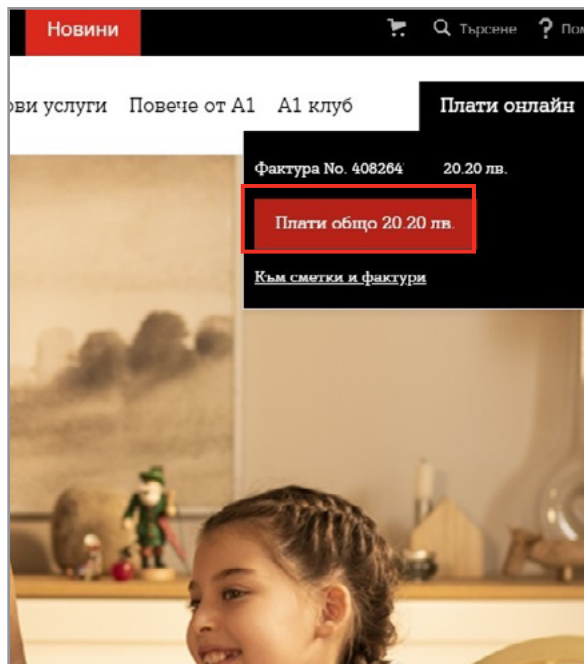 Новини
Търсене
Плати онлайн
ови услуги Повече от А1 А1 клуб
Фактура No. 408264 20.20 лв.
Плати общо 20.20 лв.
Към сметки и фактури